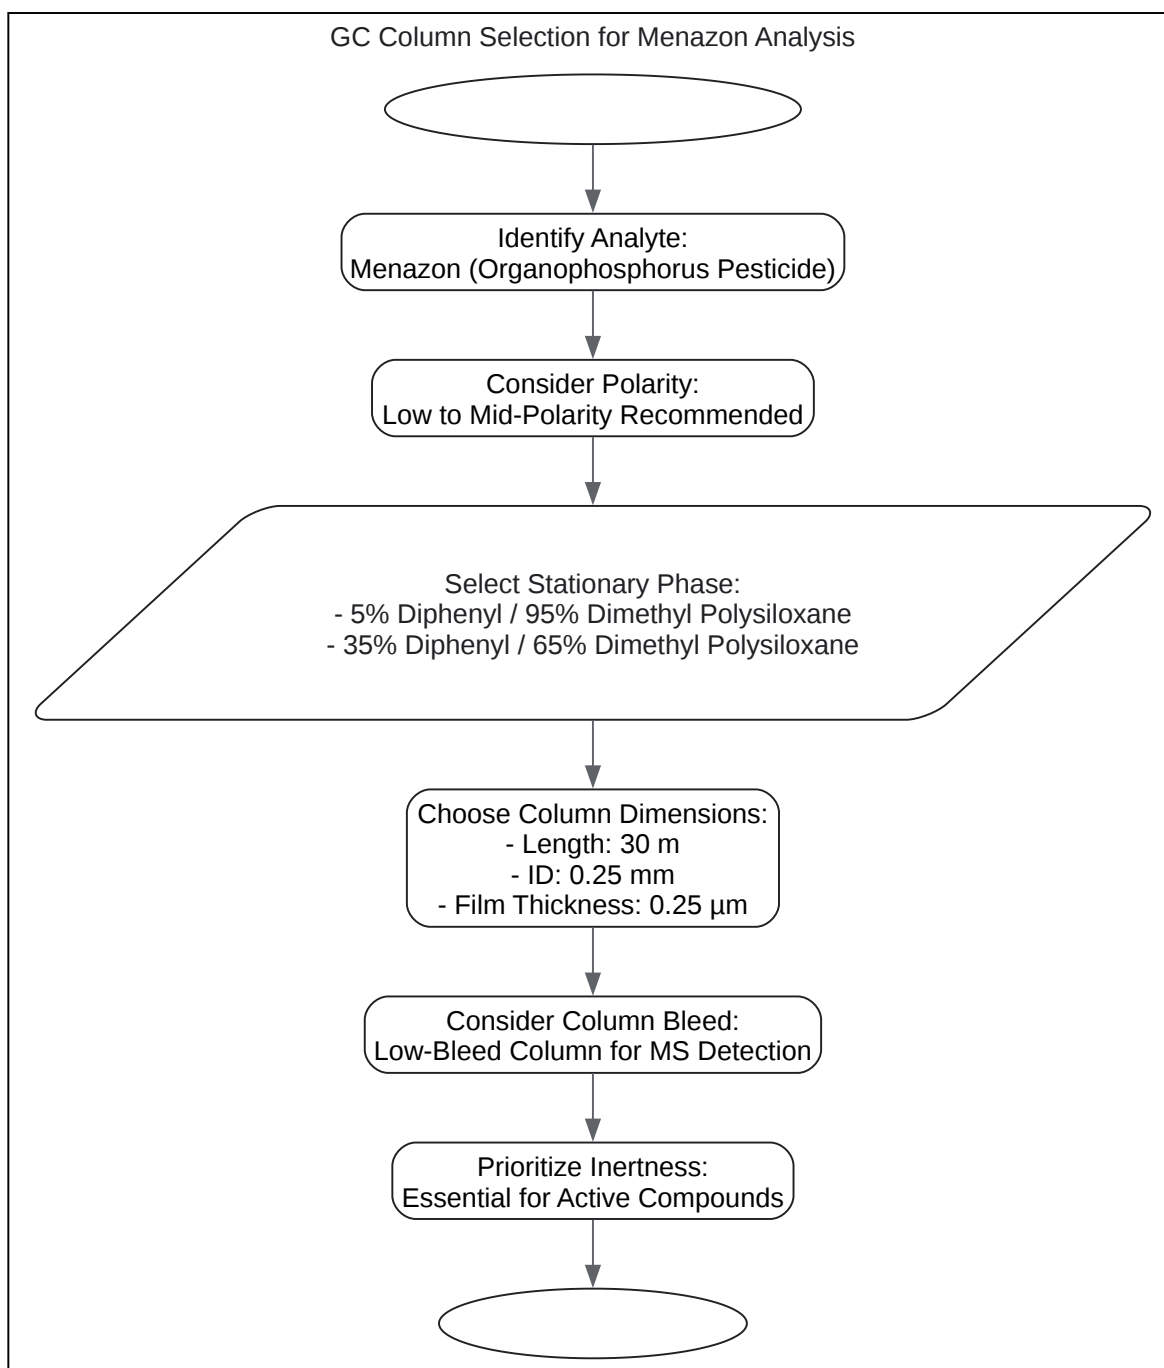 GC Column Selection for Menazon Analysis
Identify Analyte:
Menazon (Organophosphorus Pesticide)
Consider Polarity:
Low to Mid-Polarity Recommended
Select Stationary Phase:
- 5% Diphenyl / 95% Dimethyl Polysiloxane
- 35% Diphenyl / 65% Dimethyl Polysiloxane
Choose Column Dimensions:
- Length: 30 m
- ID: 0.25 mm
- Film Thickness: 0.25 µm
Consider Column Bleed:
Low-Bleed Column for MS Detection
Prioritize Inertness:
Essential for Active Compounds